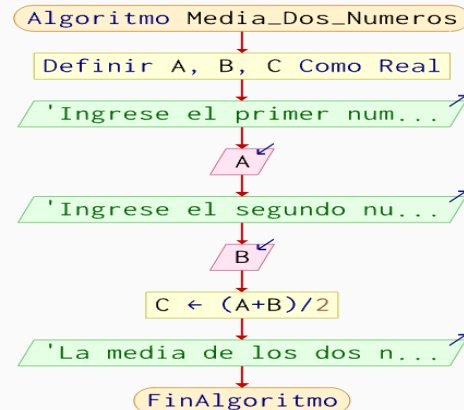 Algoritmo Media_Dos_Numeros
Definir A, B, C Como Real
'Ingrese el primer num...
A
'Ingrese el segundo nu...
B
C ← (A+B)/2
'La media de los dos n...
FinAlgoritmo